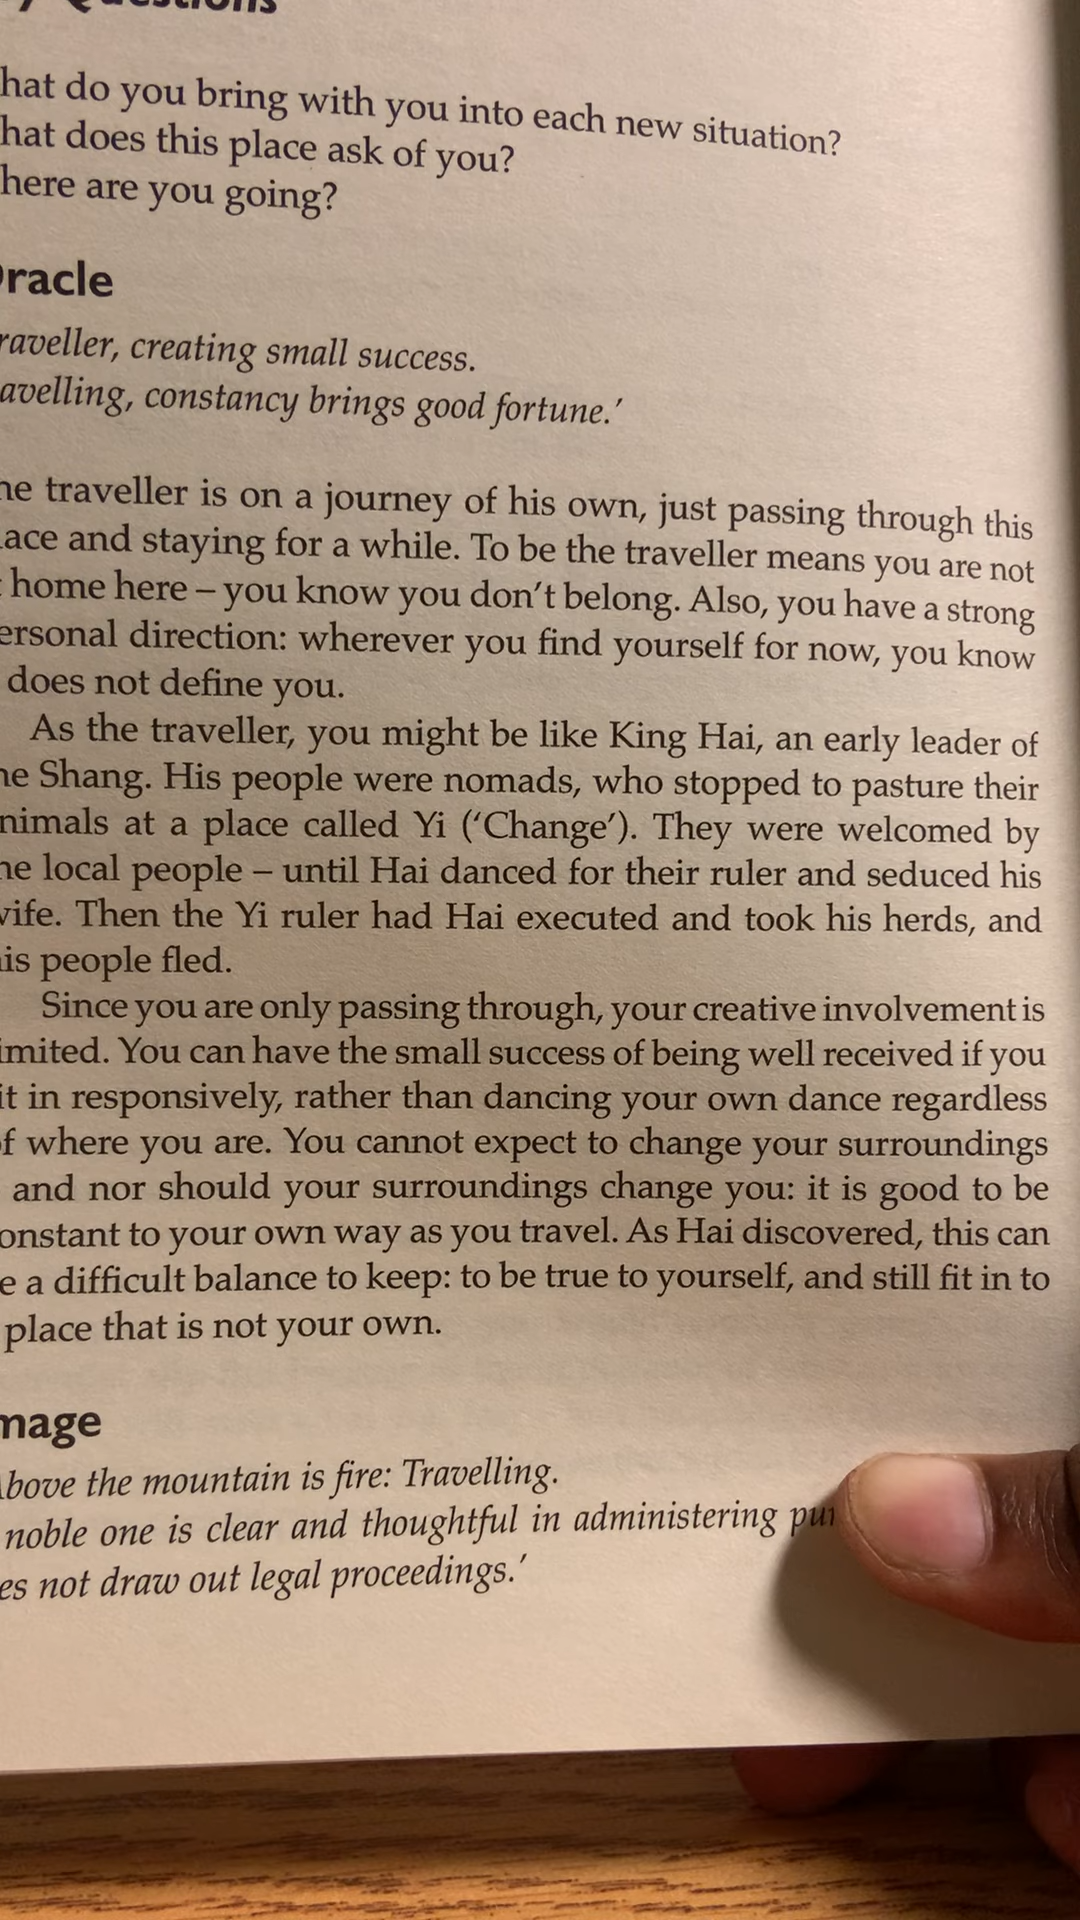 Questions
hat do you bring with you into each new situation?
hat does this place ask of you?
here are you going?
racle
raveller, creating small success.
avelling, constancy brings good fortune.’
he traveller is on a journey of his own, just passing through this
ace and staying for a while. To be the traveller means you are not
home here – you know you don’t belong. Also, you have a strong
ersonal direction: wherever you find yourself for now, you know
does not define you.
As the traveller, you might be like King Hai, an early leader of
he Shang. His people were nomads, who stopped to pasture their
nimals at a place called Yi (‘Change’). They were welcomed by
he local people – until Hai danced for their ruler and seduced his
wife. Then the Yi ruler had Hai executed and took his herds, and
is people fled.
Since you are only passing through, your creative involvement is
imited. You can have the small success of being well received if you
it in responsively, rather than dancing your own dance regardless
of where you are. You cannot expect to change your surroundings
and nor should your surroundings change you: it is good to be
onstant to your own way as you travel. As Hai discovered, this can
e a difficult balance to keep: to be true to yourself, and still fit in to
place that is not your own.
mage
bove the mountain is fire: Travelling.
noble one is clear and thoughtful in administering pun
es not draw out legal proceedings.’